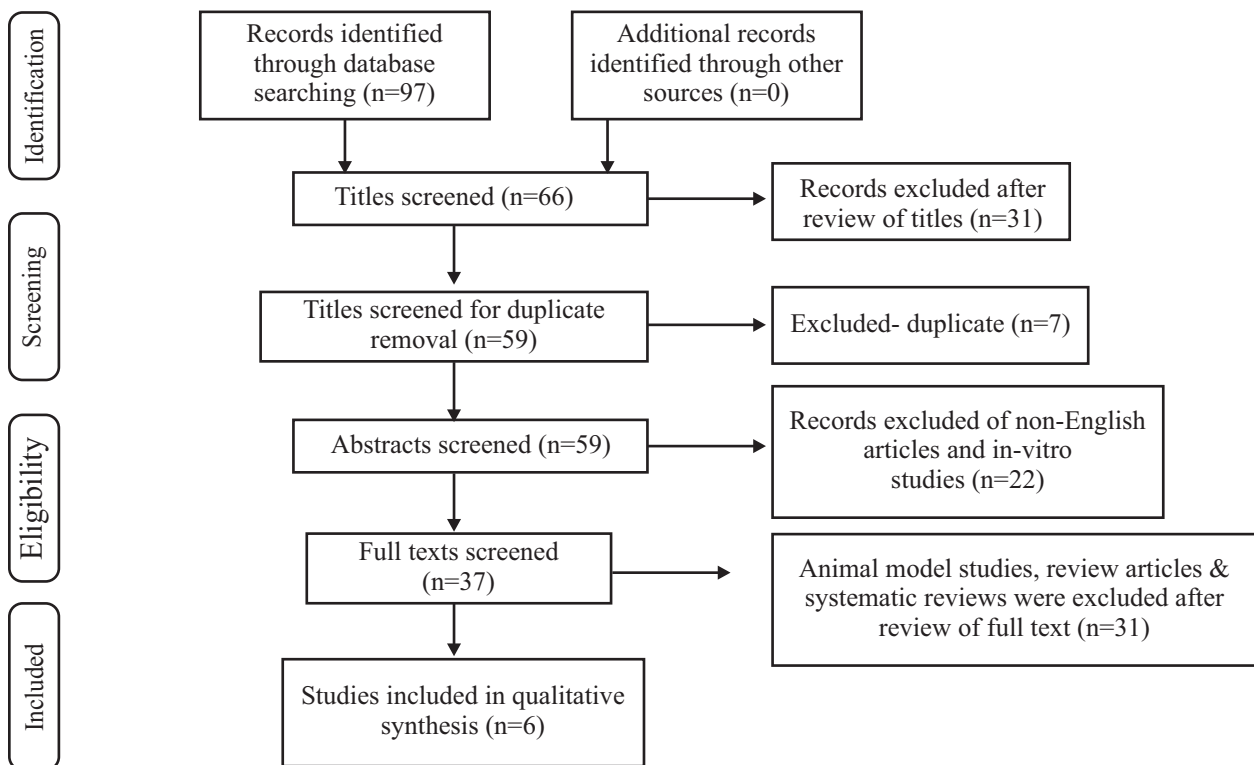 Identification
Records identified
through database
searching (n=97)
Additional records
identified through other
sources (n=0)
Titles screened (n=66)
Records excluded after
review of titles (n=31)
Screening
Titles screened for duplicate
removal (n=59)
Excluded- duplicate (n=7)
Eligibility
Abstracts screened (n=59)
Records excluded of non-English
articles and in-vitro
studies (n=22)
Full texts screened
(n=37)
Animal model studies, review articles &
systematic reviews were excluded after
review of full text (n=31)
Included
Studies included in qualitative
synthesis (n=6)